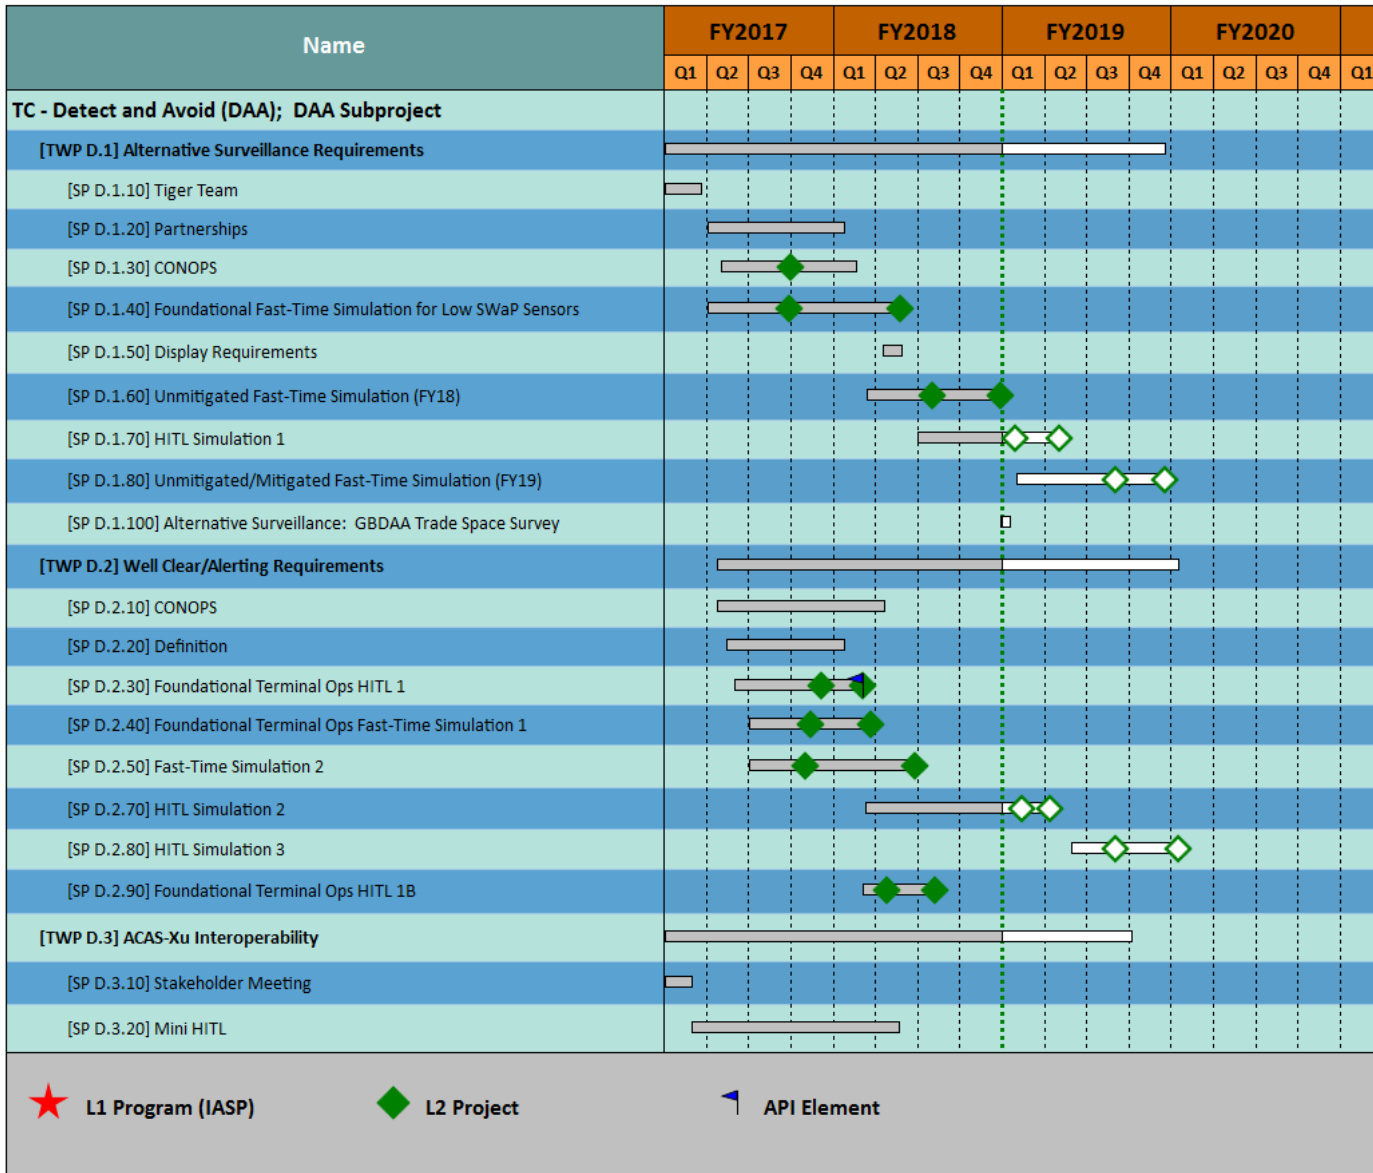 Name
FY2017 FY2018 FY2019 FY2020
Q1 Q2 Q3 Q4 Q1 Q2 Q3 Q4 Q1 Q2 Q3 Q4 Q1 Q2 Q3 Q4 Q1
TC - Detect and Avoid (DAA); DAA Subproject
[TWP D.1] Alternative Surveillance Requirements
[SP D.1.10] Tiger Team
[SP D.1.20] Partnerships
[SP D.1.30] CONOPS
[SP D.1.40] Foundational Fast-Time Simulation for Low SWaP Sensors
[SP D.1.50] Display Requirements
[SP D.1.60] Unmitigated Fast-Time Simulation (FY18)
[SP D.1.70] HITL Simulation 1
[SP D.1.80] Unmitigated/Mitigated Fast-Time Simulation (FY19)
[SP D.1.100] Alternative Surveillance: GBDAA Trade Space Survey
[TWP D.2] Well Clear/Alerting Requirements
[SP D.2.10] CONOPS
[SP D.2.20] Definition
[SP D.2.30] Foundational Terminal Ops HITL 1
[SP D.2.40] Foundational Terminal Ops Fast-Time Simulation 1
[SP D.2.50] Fast-Time Simulation 2
[SP D.2.70] HITL Simulation 2
[SP D.2.80] HITL Simulation 3
[SP D.2.90] Foundational Terminal Ops HITL 1B
[TWP D.3] ACAS-Xu Interoperability
[SP D.3.10] Stakeholder Meeting
[SP D.3.20] Mini HITL
L1 Program (IASP) L2 Project API Element